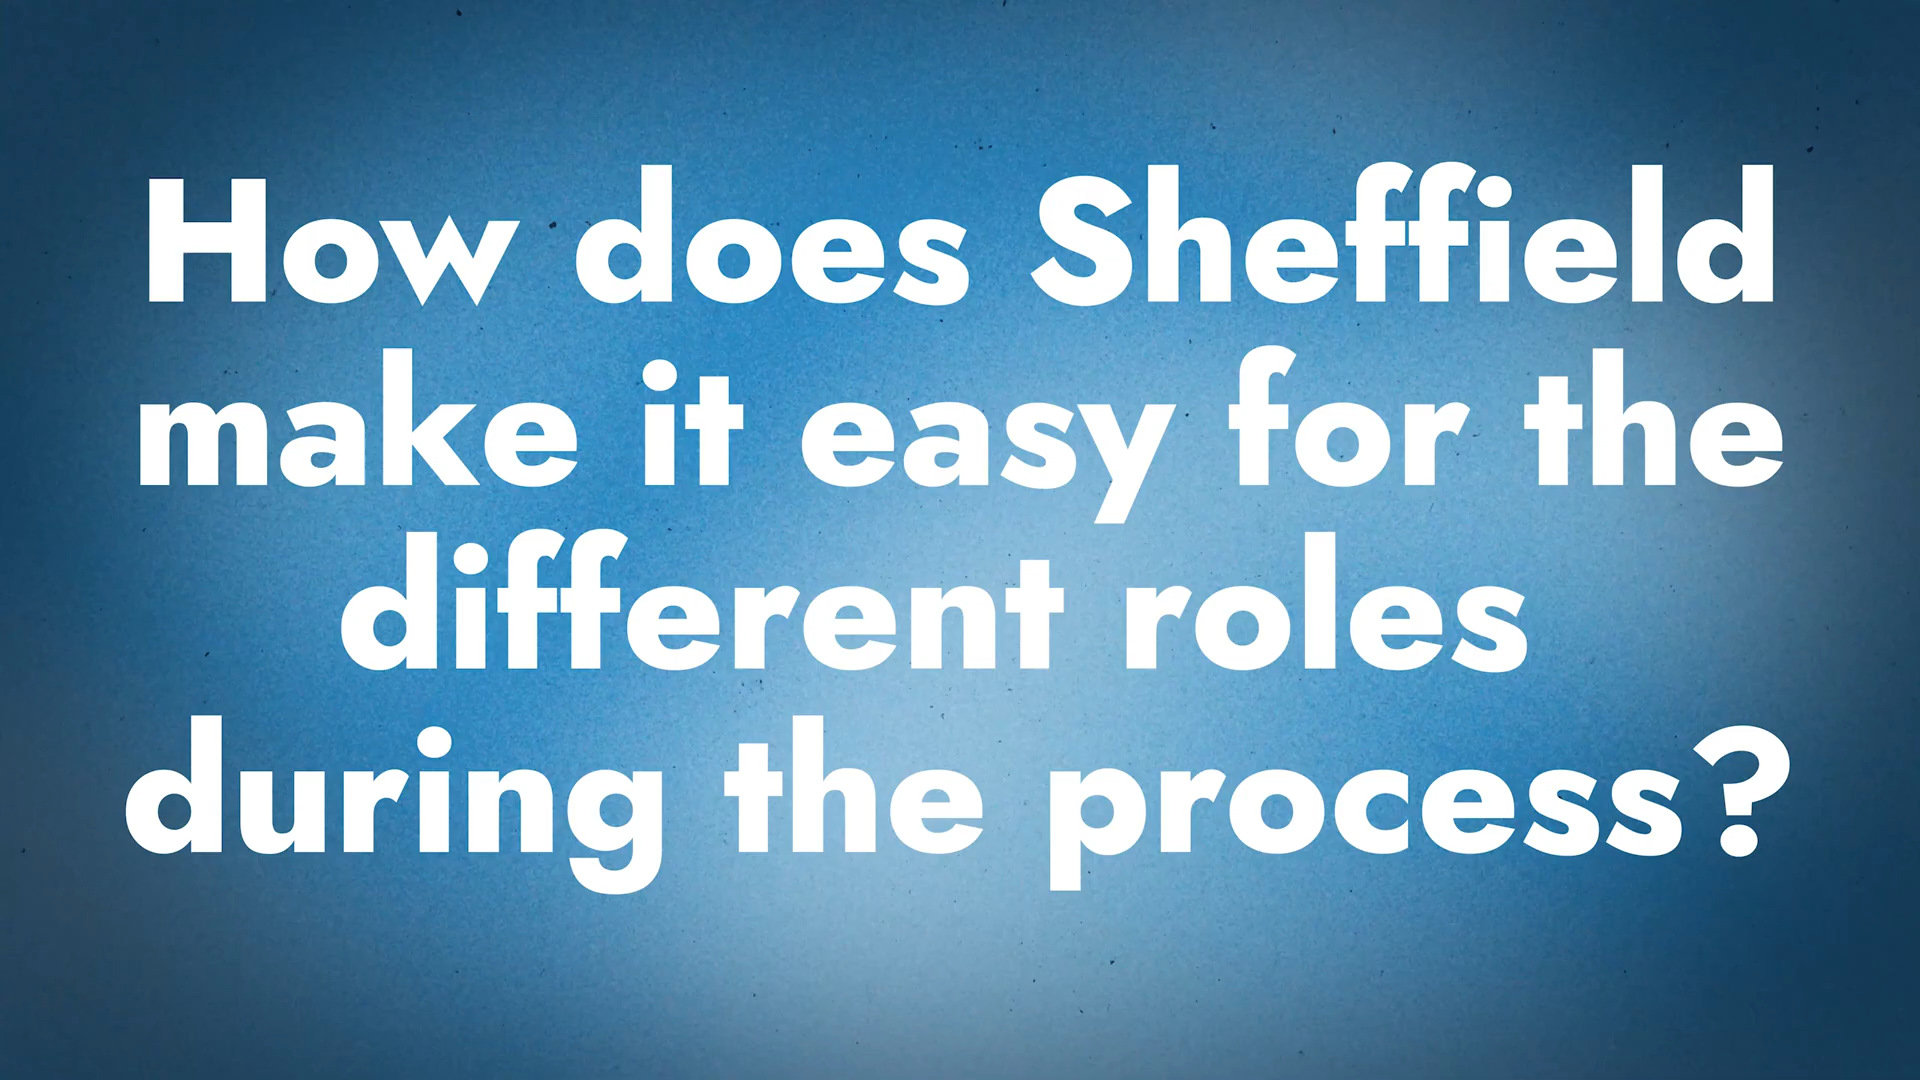 How does Sheffield
make it easy for the
different roles
during the process?